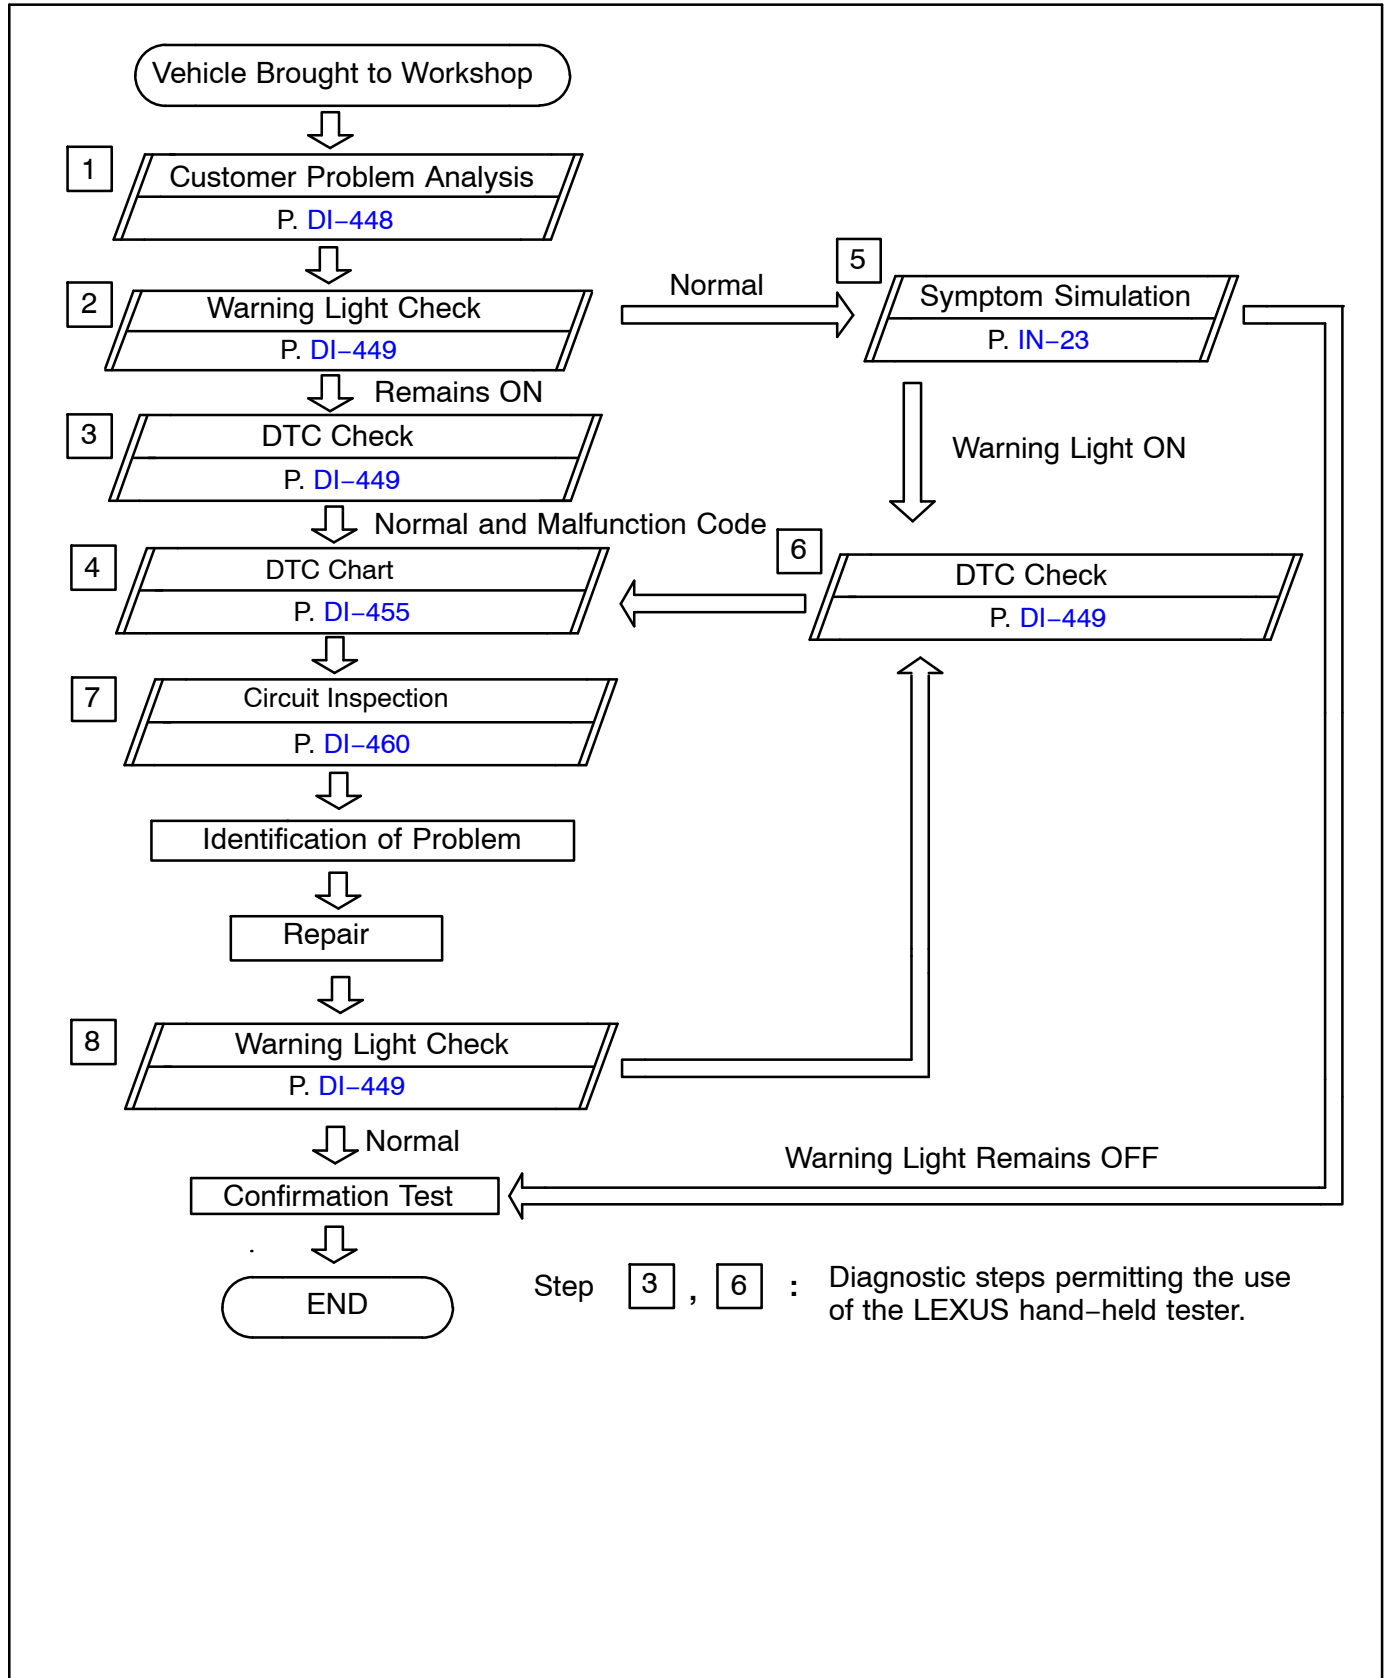 Vehicle Brought to Workshop
1
Customer Problem Analysis
P. DI–448
2
Warning Light Check
P. DI–449
Normal
5
Symptom Simulation
P. IN–23
Remains ON
3
DTC Check
P. DI–449
Warning Light ON
Normal and Malfunction Code
4
DTC Chart
P. DI–455
6
DTC Check
P. DI–449
7
Circuit Inspection
P. DI–460
Identification of Problem
Repair
8
Warning Light Check
P. DI–449
Normal
Warning Light Remains OFF
Confirmation Test
END
Step 3 , 6 : Diagnostic steps permitting the use
of the LEXUS hand–held tester.